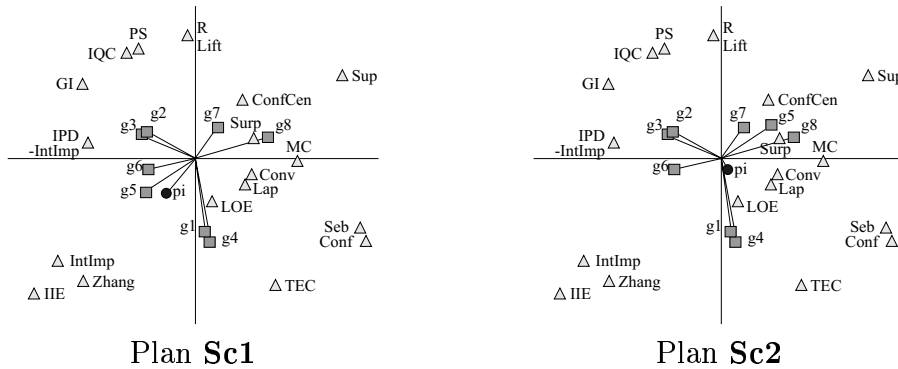 PS
R
Lift
IQC
Sup
GI
ConfCen
g3
g2
g7
Surp
g8
IPD
-IntImp
MC
g6
Conv
g5
pi
Lap
LOE
g1
g4
Seb
Conf
IntImp
Zhang
IIE
TEC
Plan Sc1
PS
R
Lift
IQC
Sup
GI
ConfCen
g3
g2
g7
g5
g8
IPD
-IntImp
Surp
MC
g6
pi
Conv
Lap
LOE
g1
g4
Seb
Conf
IntImp
Zhang
IIE
TEC
Plan Sc2